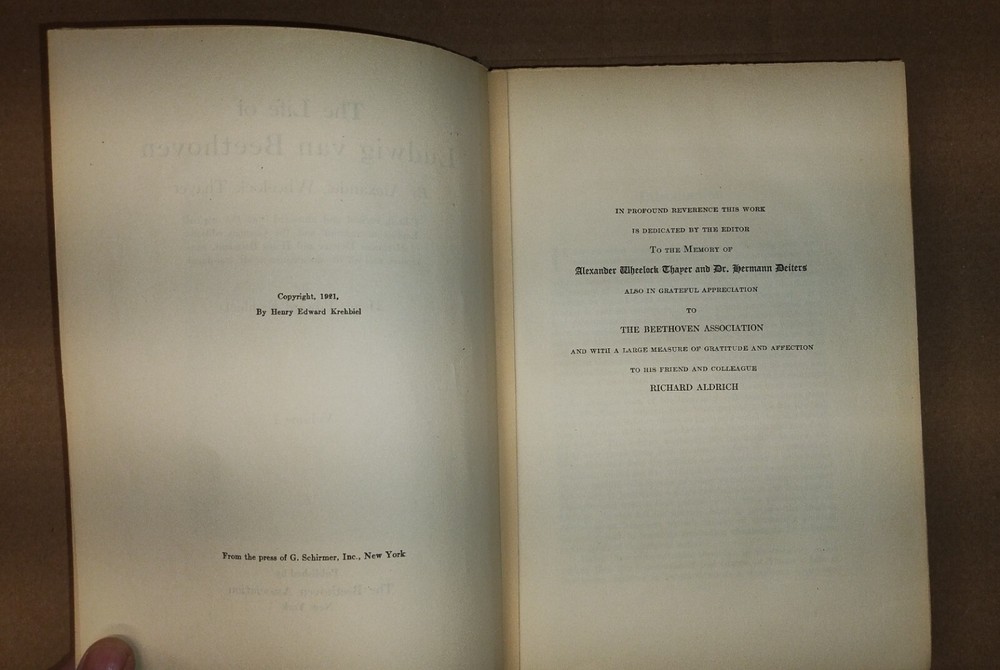 Copyright, 1921,
By Henry Edward Krehbiel
From the press of G. Schirmer, Inc., New York
IN PROFOUND REVERENCE THIS WORK
IS DEDICATED BY THE EDITOR
To the Memory of
Alexander Wheelock Thayer and Dr. Hermann Deiters
ALSO IN GRATEFUL APPRECIATION
TO
THE BEETHOVEN ASSOCIATION
AND WITH A LARGE MEASURE OF GRATITUDE AND AFFECTION
TO HIS FRIEND AND COLLEAGUE
RICHARD ALDRICH